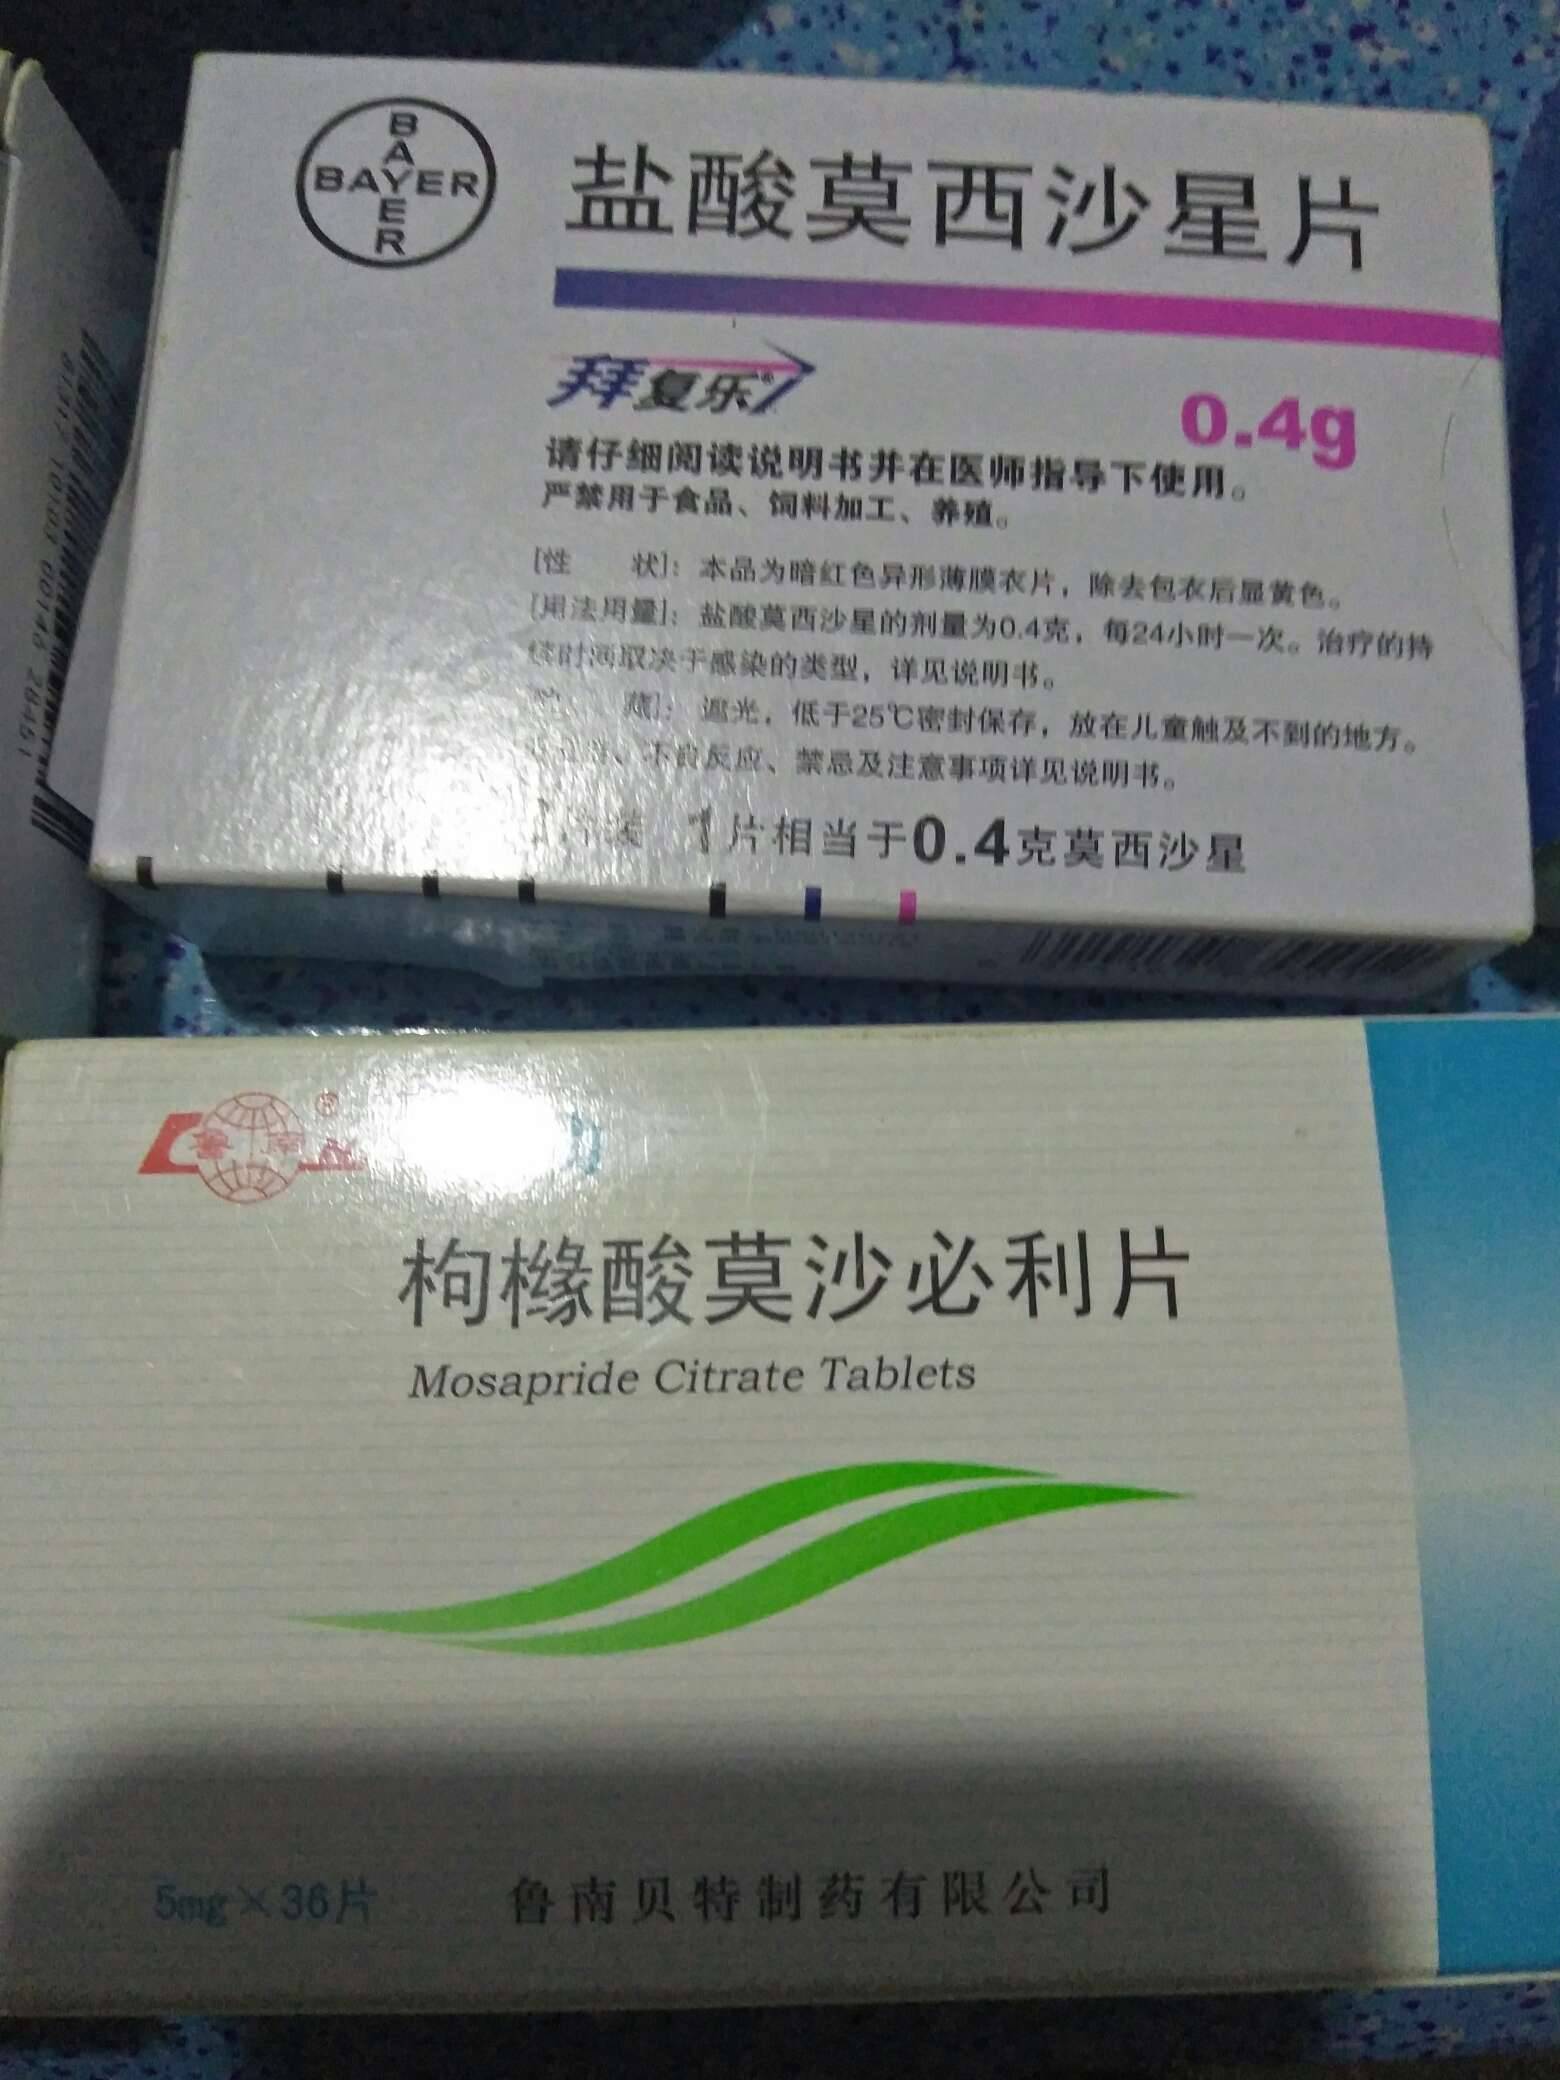 BAYER
BAYER
盐酸莫西沙星片
拜复乐®
0.4g
请仔细阅读说明书并在医师指导下使用。
严禁用于食品、饲料加工、养殖。
[性 状]：本品为暗红色异形薄膜衣片，除去包衣后显黄色。
[用法用量]：盐酸莫西沙星的剂量为0.4克，每24小时一次。治疗的持
续时间取决于感染的类型，详见说明书。
藏]：遮光，低于25℃密封保存，放在儿童触及不到的地方。
、不良反应、禁忌及注意事项详见说明书。
1片相当于0.4克莫西沙星
鲁南
®
枸橼酸莫沙必利片
Mosapride Citrate Tablets
5mg×36片
鲁南贝特制药有限公司